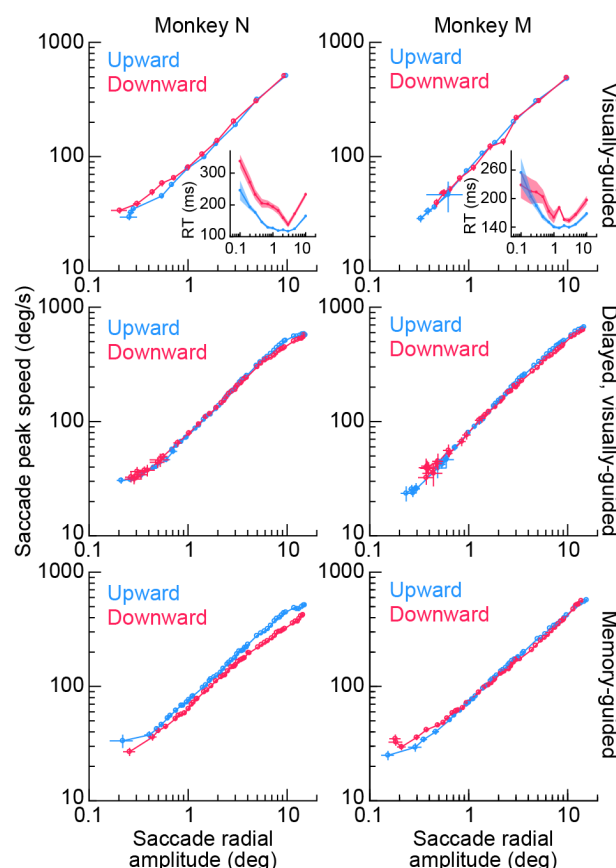 Monkey N
Monkey M
1000
100
10
Upward
Downward
RT (ms)
300
200
100
0.1
1
10
0.1
1
10
1000
100
10
Upward
Downward
RT (ms)
260
200
140
0.1
1
10
0.1
1
10
Visually-guided
Saccade peak speed (deg/s)
1000
100
10
Upward
Downward
0.1
1
10
1000
100
10
Upward
Downward
0.1
1
10
Delayed, visually-guided
1000
100
10
Upward
Downward
0.1
1
10
Saccade radial
amplitude (deg)
1000
100
10
Upward
Downward
0.1
1
10
Saccade radial
amplitude (deg)
Memory-guided